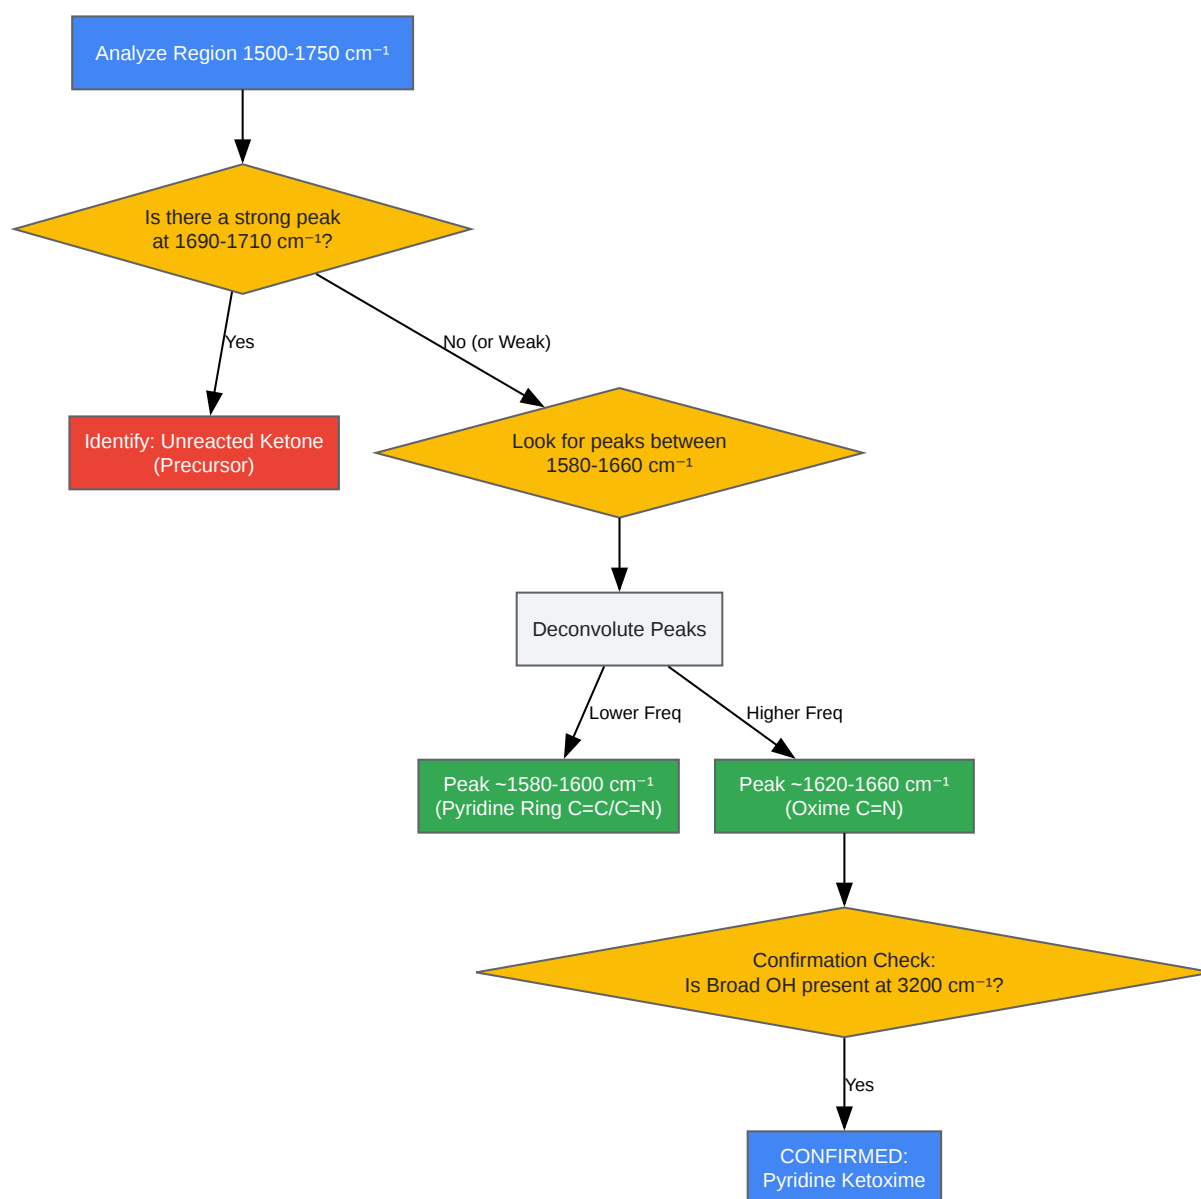 Analyze Region 1500-1750 cm⁻¹
Is there a strong peak
at 1690-1710 cm⁻¹?
Yes
No (or Weak)
Identify: Unreacted Ketone
(Precursor)
Look for peaks between
1580-1660 cm⁻¹
Deconvolute Peaks
Lower Freq
Higher Freq
Peak ~1580-1600 cm⁻¹
(Pyridine Ring C=C/C=N)
Peak ~1620-1660 cm⁻¹
(Oxime C=N)
Confirmation Check:
Is Broad OH present at 3200 cm⁻¹?
Yes
CONFIRMED:
Pyridine Ketoxime